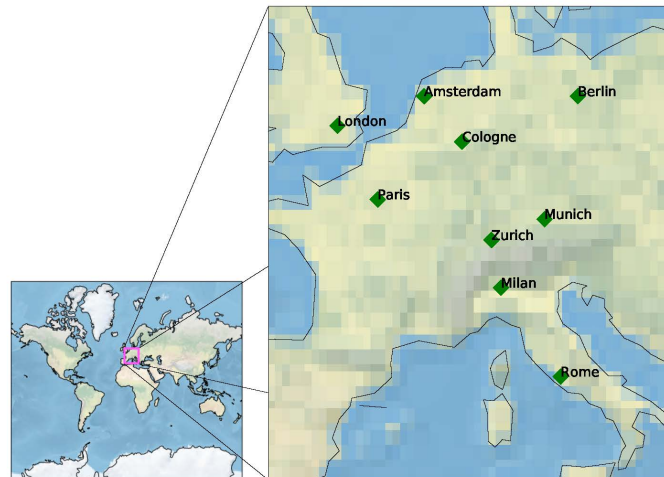 Amsterdam
Berlin
London
Cologne
Paris
Munich
Zurich
Milan
Rome